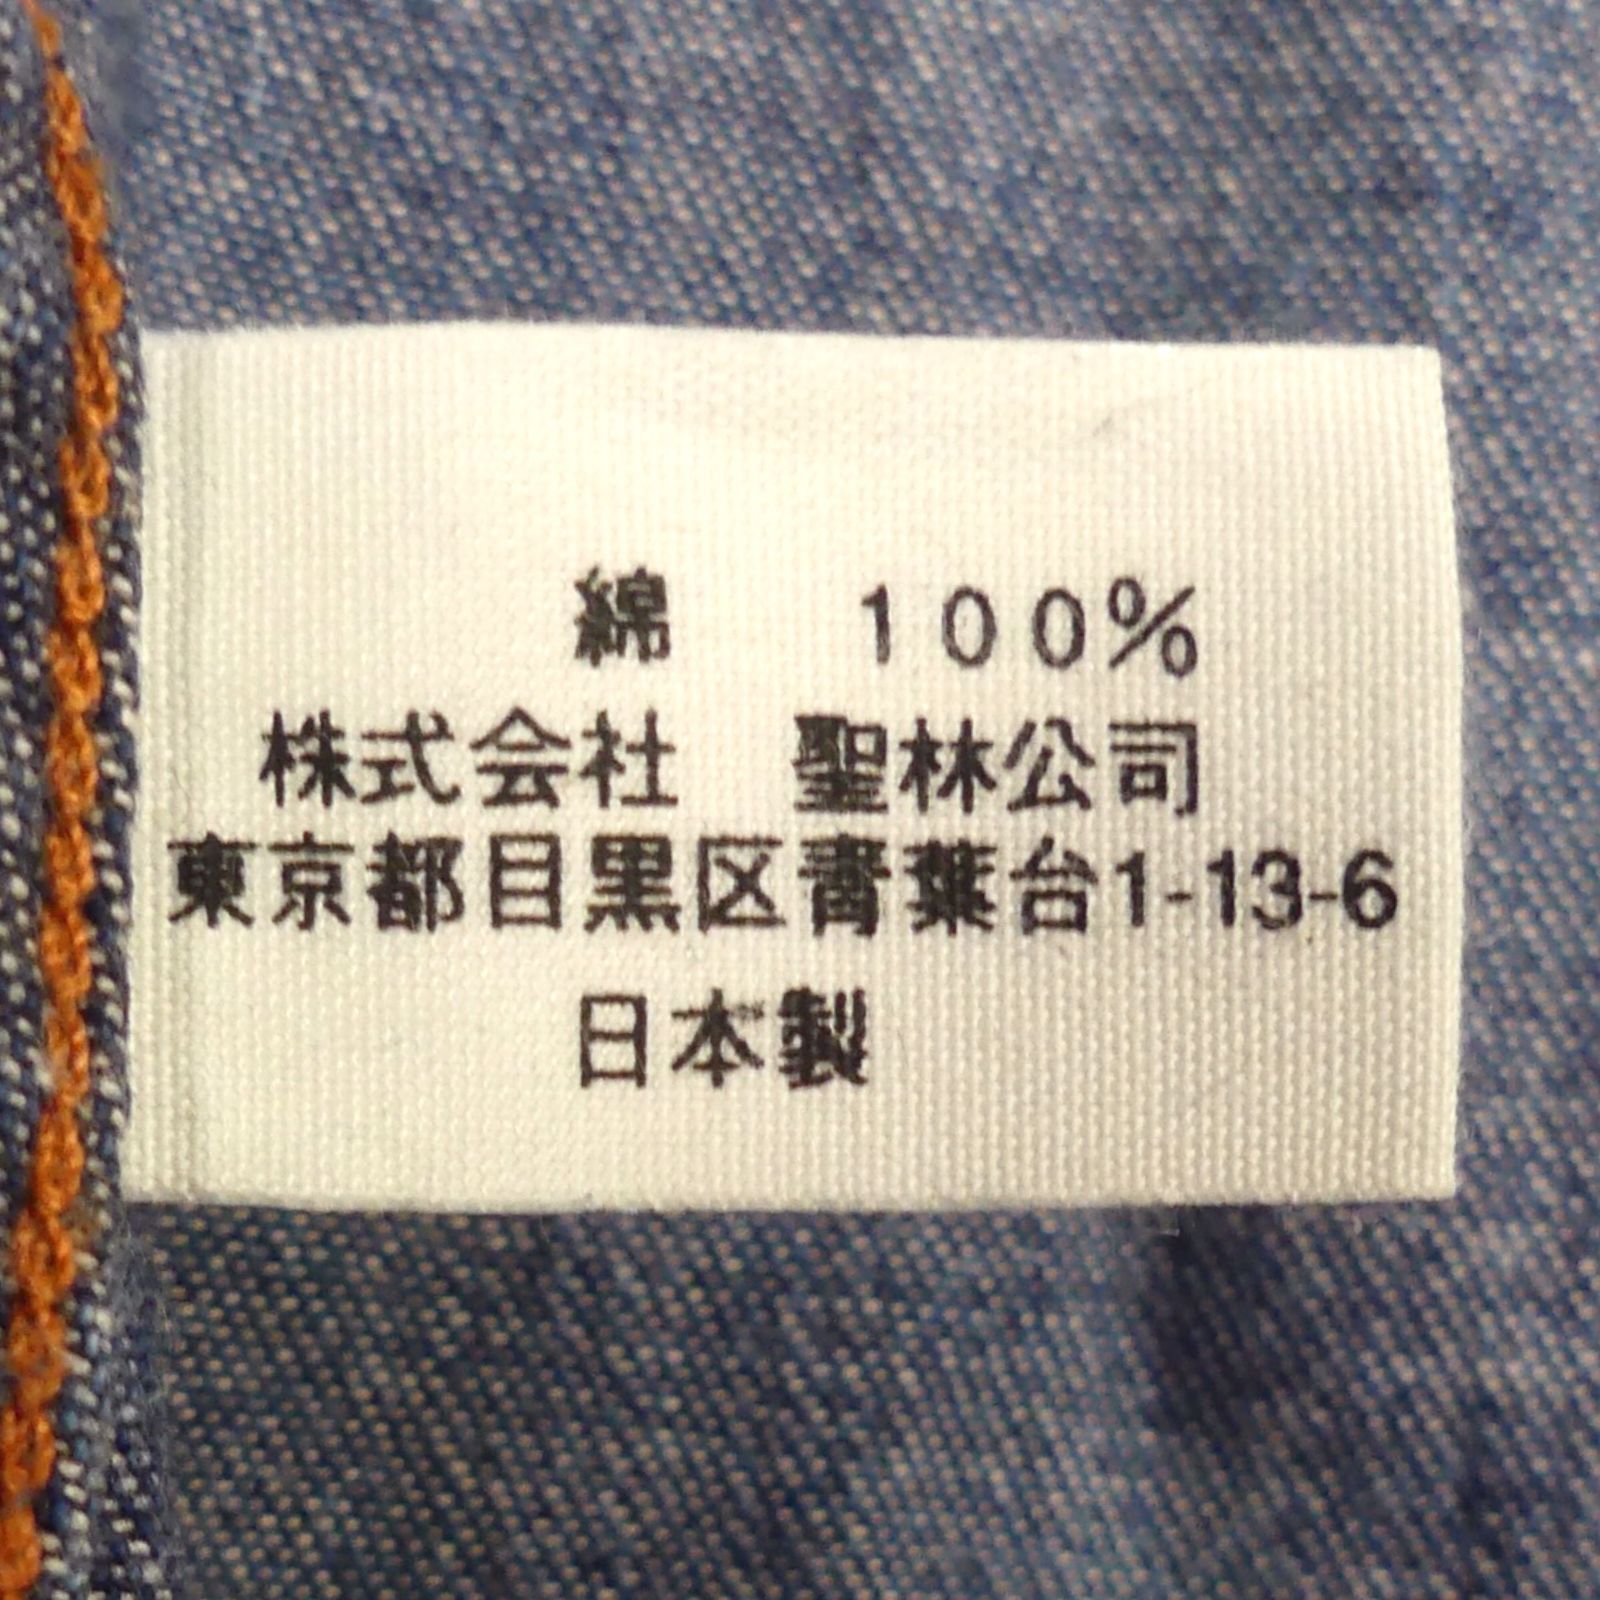 綿　100%
株式会社　聖林公司
東京都目黒区青葉台1-13-6
日本製